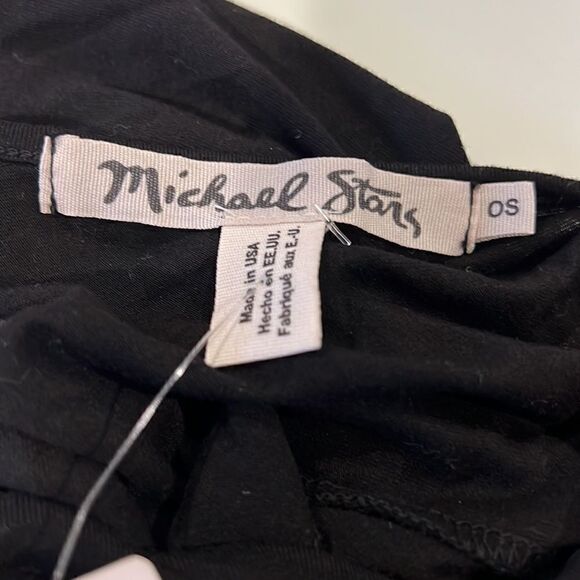 Michael Stars
OS
Made in USA
Hecho en EE.UU.
Fabriqué aux E-U.